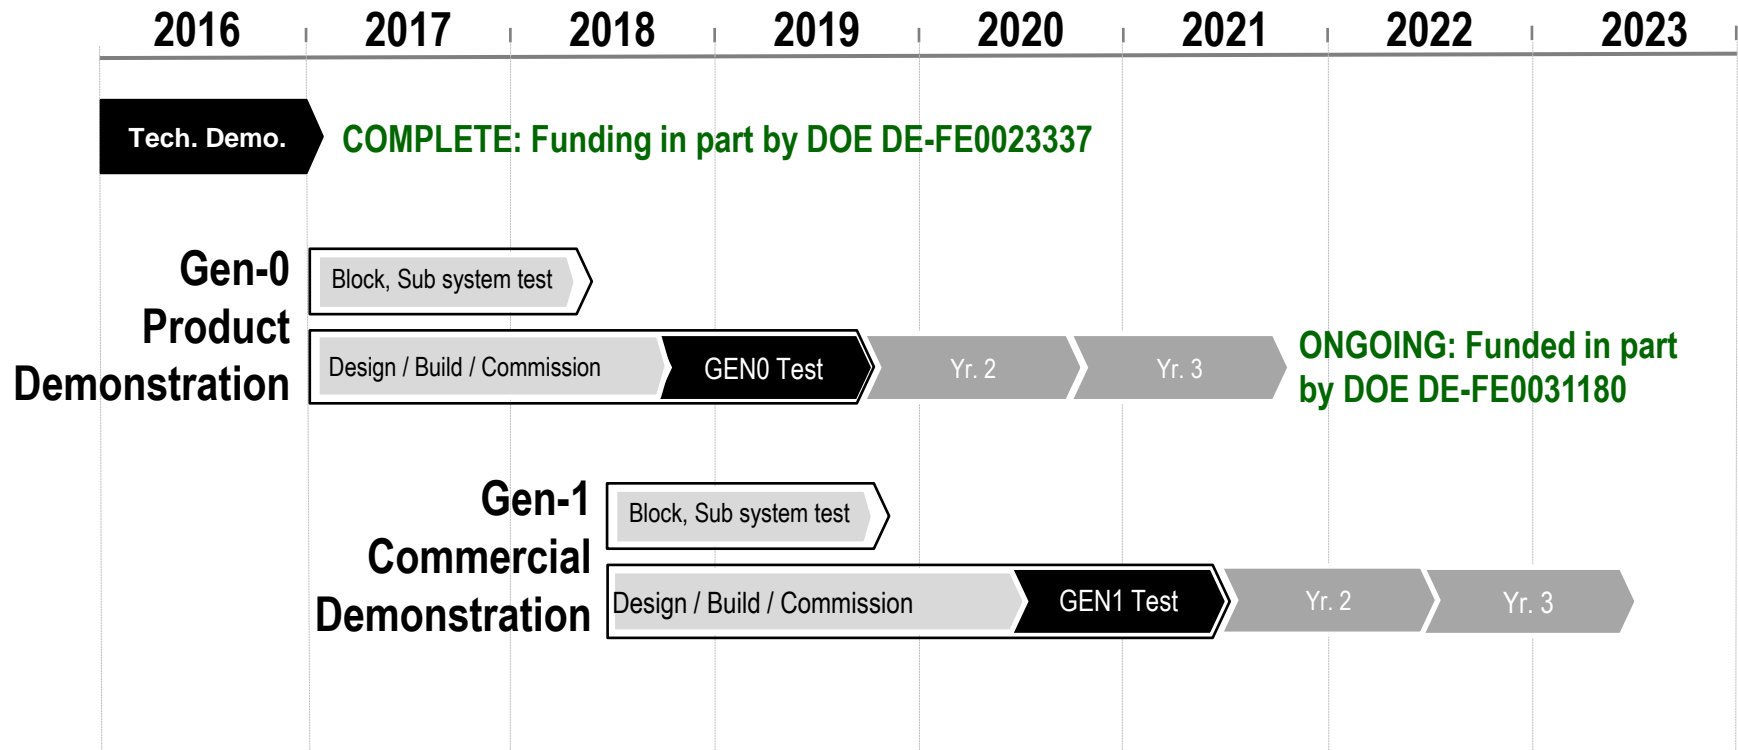 2016 2017 2018 2019 2020 2021 2022 2023
Tech. Demo.
COMPLETE: Funding in part by DOE DE-FE0023337
Gen-0
Product
Demonstration
Block, Sub system test
Design / Build / Commission
GEN0 Test
Yr. 2
Yr. 3
ONGOING: Funded in part
by DOE DE-FE0031180
Gen-1
Commercial
Demonstration
Block, Sub system test
Design / Build / Commission
GEN1 Test
Yr. 2
Yr. 3